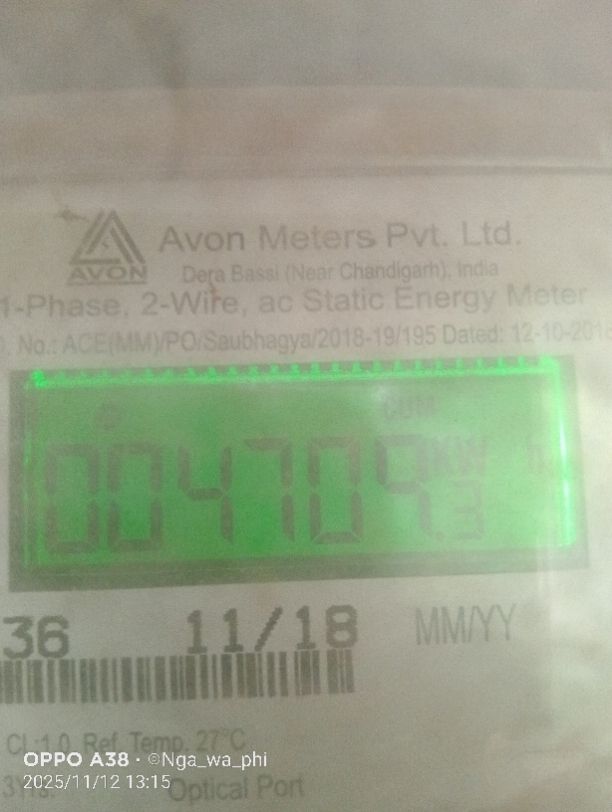 AVON
Avon Meters Pvt. Ltd.
Dera Bassi (Near Chandigarh), India
1-Phase, 2-Wire, ac Static Energy Meter
No.: ACE(MM)/PO/Saubhagya/2018-19/195 Dated: 12-10-2018
CUM
004709.3 kW h
36 11/18 MM/YY
CL:1.0 Ref. Temp. 27°C
Optical Port
OPPO A38 · ©Nga_wa_phi
2025/11/12 13:15